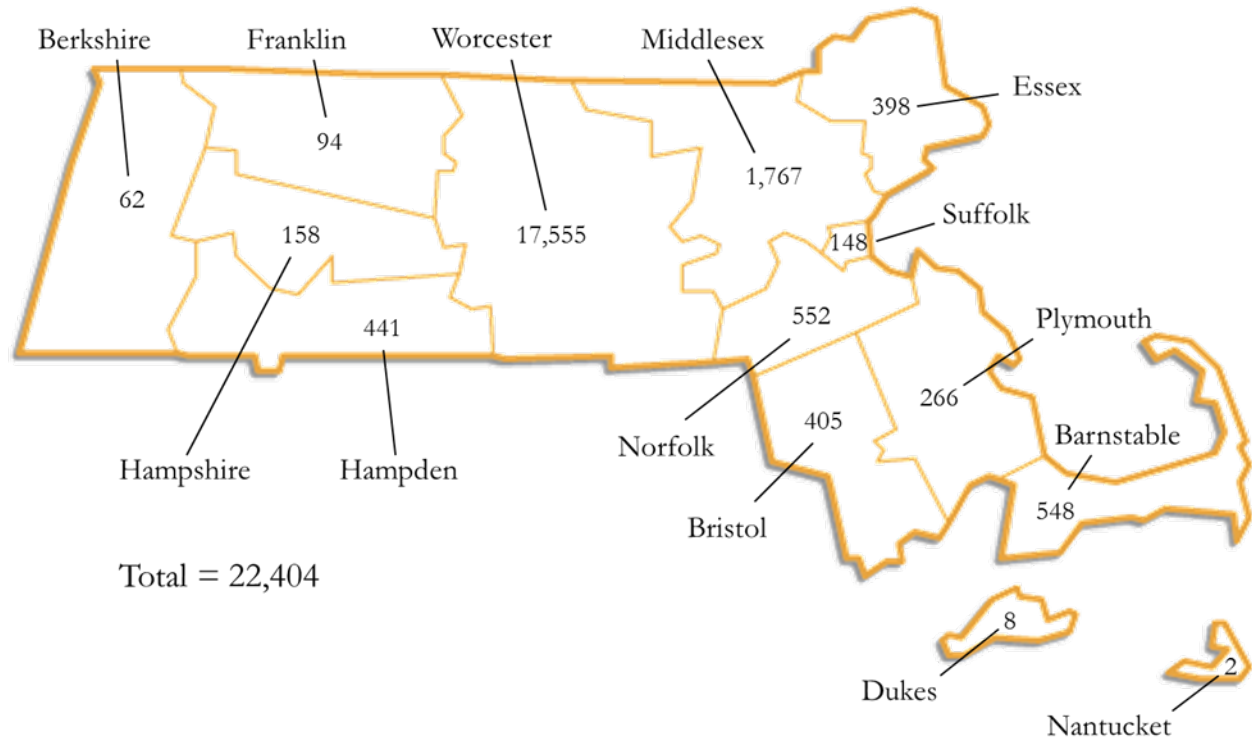 Berkshire
Franklin
Worcester
Middlesex
Essex
398
94
1,767
62
Suffolk
158
17,555
148
Plymouth
441
552
266
405
Barnstable
Norfolk
Hampshire
Hampden
548
Bristol
Total = 22,404
8
2
Dukes
Nantucket